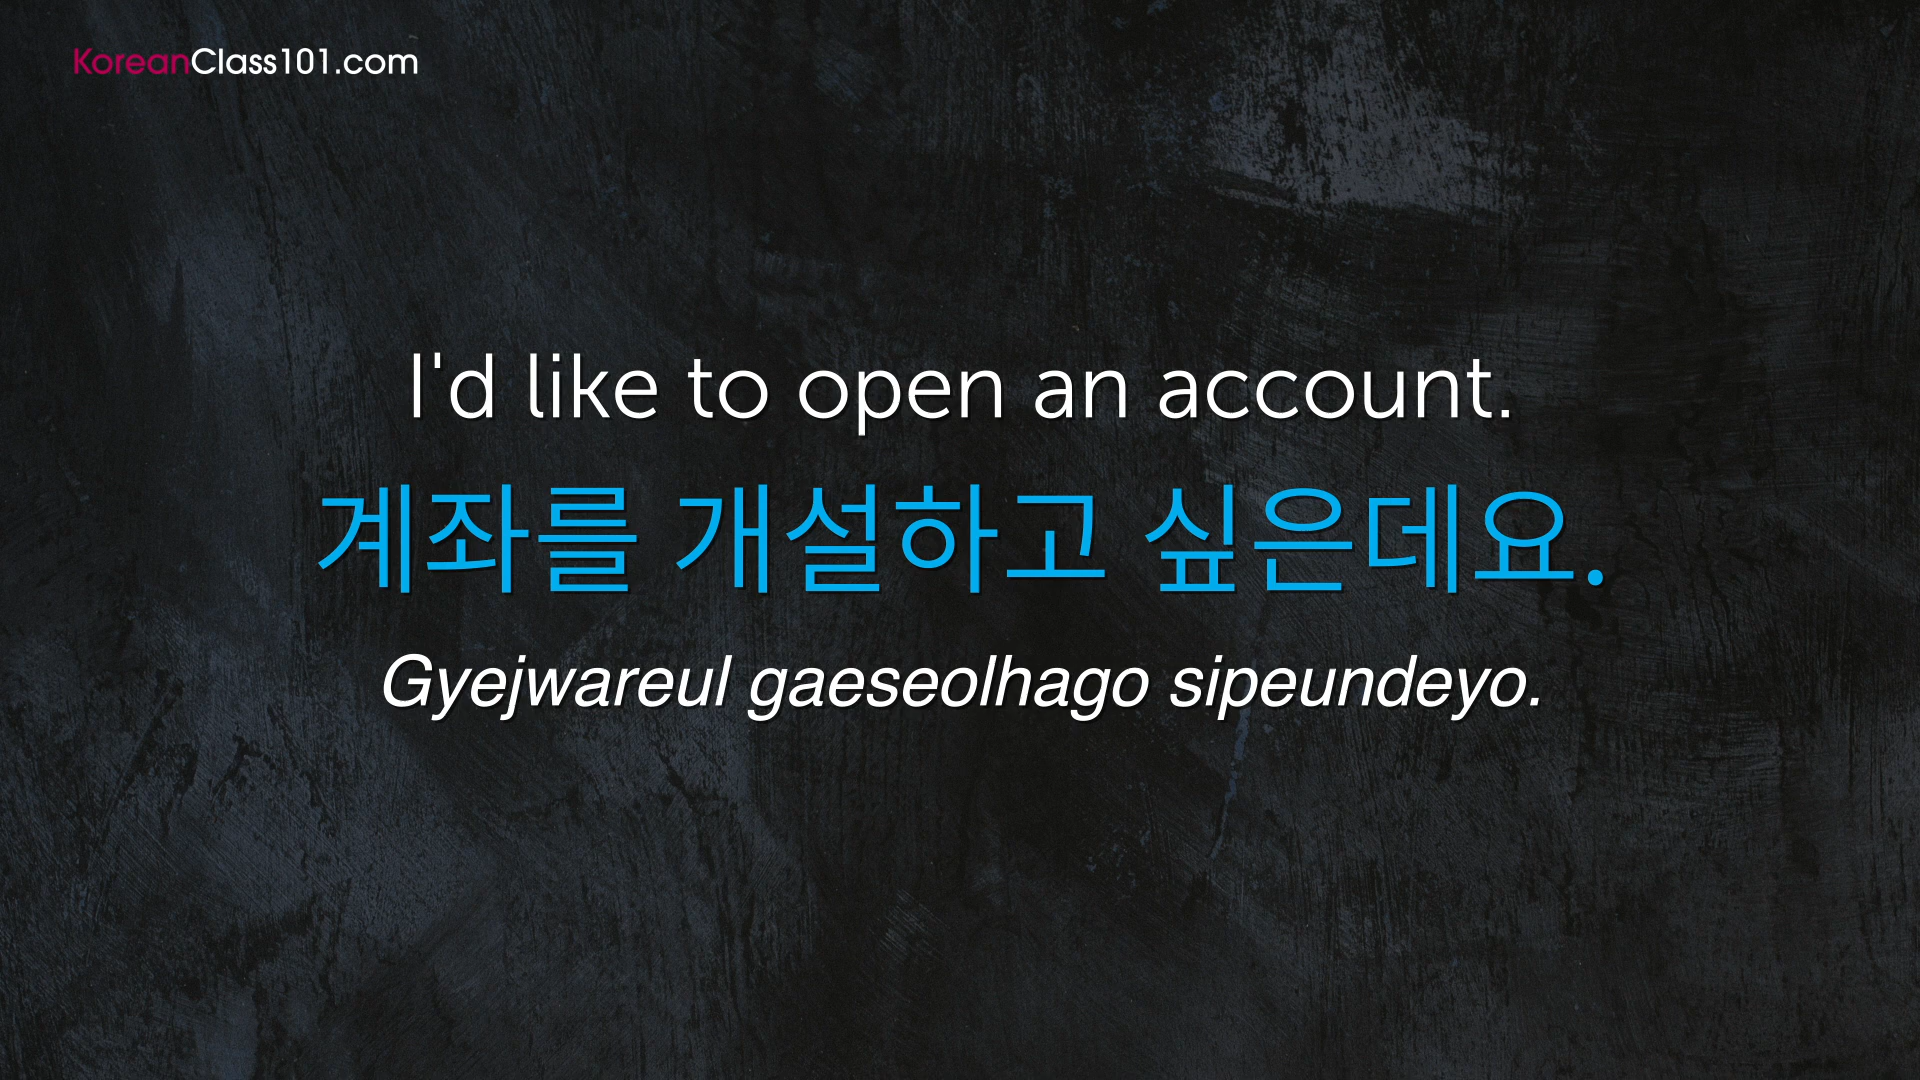 KoreanClass101.com
I'd like to open an account.
계좌를 개설하고 싶은데요.
Gyejwareul gaeseolhago sipeundeyo.